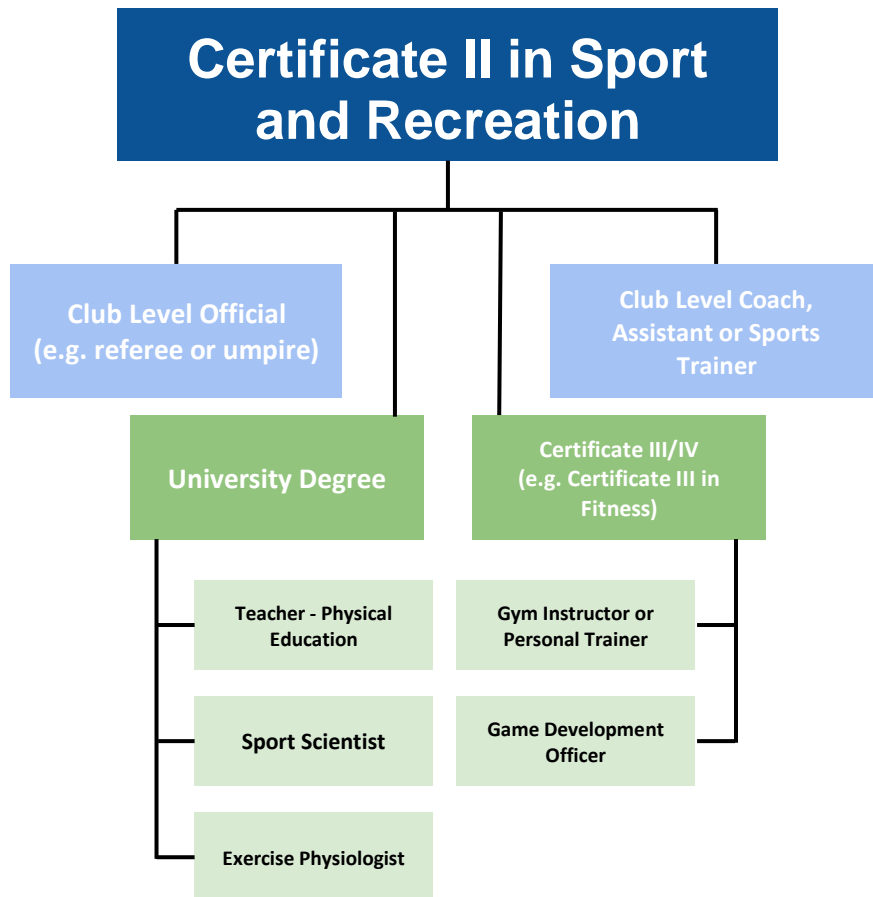 Certificate II in Sport
and Recreation
Club Level Official
(e.g. referee or umpire)
Club Level Coach,
Assistant or Sports
Trainer
University Degree
Certificate III/IV
(e.g. Certificate III in
Fitness)
Teacher - Physical
Education
Gym Instructor or
Personal Trainer
Sport Scientist
Game Development
Officer
Exercise Physiologist